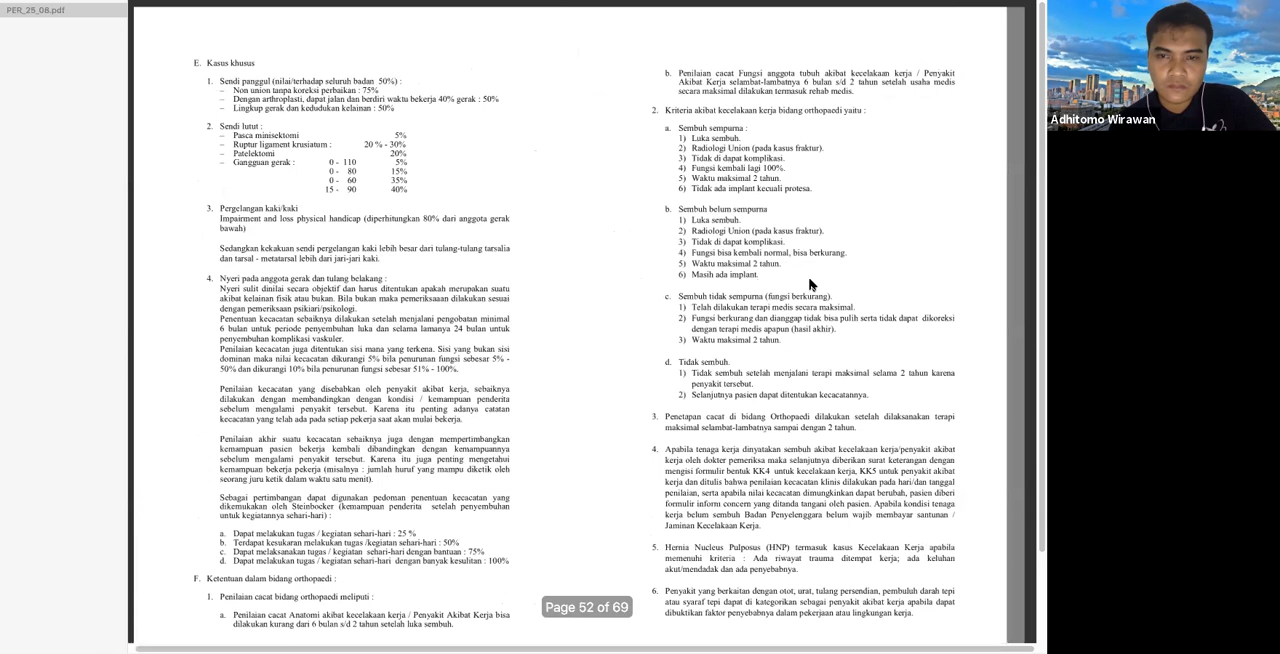 PER_25_08.pdf
E. Kasus khusus
1. Sendi panggul (nilai/terhadap seluruh badan 50%) :
– Non union tanpa koreksi perbaikan : 75%
– Dengan arthroplasti, dapat jalan dan berdiri waktu bekerja 40% gerak : 50%
– Lingkup gerak dan kedudukan kelainan : 50%
2. Sendi lutut :
– Pasca minisektomi 5%
– Ruptur ligament krusiatum : 20 % - 30%
– Patelektomi 20%
– Gangguan gerak : 0 - 110 5%
0 - 80 15%
0 - 60 35%
15 - 90 40%
3. Pergelangan kaki/kaki
Impairment and loss physical handicap (diperhitungkan 80% dari anggota gerak
bawah)
Sedangkan kekakuan sendi pergelangan kaki lebih besar dari tulang-tulang tarsalia
dan tarsal - metatarsal lebih dari jari-jari kaki.
4. Nyeri pada anggota gerak dan tulang belakang :
Nyeri sulit dinilai secara objektif dan harus ditentukan apakah merupakan suatu
akibat kelainan fisik atau bukan. Bila bukan maka pemeriksaaan dilakukan sesuai
dengan pemeriksaan psikiari/psikologi.
Penentuan kecacatan sebaiknya dilakukan setelah menjalani pengobatan minimal
6 bulan untuk periode penyembuhan luka dan selama lamanya 24 bulan untuk
penyembuhan komplikasi vaskuler.
Penilaian kecacatan juga ditentukan sisi mana yang terkena. Sisi yang bukan sisi
dominan maka nilai kecacatan dikurangi 5% bila penurunan fungsi sebesar 5% -
50% dan dikurangi 10% bila penurunan fungsi sebesar 51% - 100%.
Penilaian kecacatan yang disebabkan oleh penyakit akibat kerja, sebaiknya
dilakukan dengan membandingkan dengan kondisi / kemampuan penderita
sebelum mengalami penyakit tersebut. Karena itu penting adanya catatan
kecacatan yang telah ada pada setiap pekerja saat akan mulai bekerja.
Penilaian akhir suatu kecacatan sebaiknya juga dengan mempertimbangkan
kemampuan pasien bekerja kembali dibandingkan dengan kemampuannya
sebelum mengalami penyakit tersebut. Karena itu juga penting mengetahui
kemampuan bekerja pekerja (misalnya : jumlah huruf yang mampu diketik oleh
seorang juru ketik dalam waktu satu menit).
Sebagai pertimbangan dapat digunakan pedoman penentuan kecacatan yang
dikemukakan oleh Steinbocker (kemampuan penderita setelah penyembuhan
untuk kegiatannya sehari-hari) :
a. Dapat melakukan tugas / kegiatan sehari-hari : 25 %
b. Terdapat kesukaran melakukan tugas /kegiatan sehari-hari : 50%
c. Dapat melaksanakan tugas / kegiatan sehari-hari dengan bantuan : 75%
d. Dapat melakukan tugas / kegiatan sehari-hari dengan banyak kesulitan : 100%
F. Ketentuan dalam bidang orthopaedi :
1. Penilaian cacat bidang orthopaedi meliputi :
a. Penilaian cacat Anatomi akibat kecelakaan kerja / Penyakit Akibat Kerja bisa
dilakukan kurang dari 6 bulan s/d 2 tahun setelah luka sembuh.
b. Penilaian cacat Fungsi anggota tubuh akibat kecelakaan kerja / Penyakit
Akibat Kerja selambat-lambatnya 6 bulan s/d 2 tahun setelah usaha medis
secara maksimal dilakukan termasuk rehab medis.
2. Kriteria akibat kecelakaan kerja bidang orthopaedi yaitu :
a. Sembuh sempurna :
1) Luka sembuh.
2) Radiologi Union (pada kasus fraktur).
3) Tidak di dapat komplikasi.
4) Fungsi kembali lagi 100%.
5) Waktu maksimal 2 tahun.
6) Tidak ada implant kecuali protesa.
b. Sembuh belum sempurna
1) Luka sembuh.
2) Radiologi Union (pada kasus fraktur).
3) Tidak di dapat komplikasi.
4) Fungsi bisa kembali normal, bisa berkurang.
5) Waktu maksimal 2 tahun.
6) Masih ada implant.
c. Sembuh tidak sempurna (fungsi berkurang).
1) Telah dilakukan terapi medis secara maksimal.
2) Fungsi berkurang dan dianggap tidak bisa pulih serta tidak dapat dikoreksi
dengan terapi medis apapun (hasil akhir).
3) Waktu maksimal 2 tahun.
d. Tidak sembuh.
1) Tidak sembuh setelah menjalani terapi maksimal selama 2 tahun karena
penyakit tersebut.
2) Selanjutnya pasien dapat ditentukan kecacatannya.
3. Penetapan cacat di bidang Orthopaedi dilakukan setelah dilaksanakan terapi
maksimal selambat-lambatnya sampai dengan 2 tahun.
4. Apabila tenaga kerja dinyatakan sembuh akibat kecelakaan kerja/penyakit akibat
kerja oleh dokter pemeriksa maka selanjutnya diberikan surat keterangan dengan
mengisi formulir bentuk KK4 untuk kecelakaan kerja, KK5 untuk penyakit akibat
kerja dan ditulis bahwa penilaian kecacatan klinis dilakukan pada hari/dan tanggal
penilaian, serta apabila nilai kecacatan dimungkinkan dapat berubah, pasien diberi
formulir inform concern yang ditanda tangani oleh pasien. Apabila kondisi tenaga
kerja belum sembuh Badan Penyelenggara belum wajib membayar santunan /
Jaminan Kecelakaan Kerja.
5. Hernia Nucleus Pulposus (HNP) termasuk kasus Kecelakaan Kerja apabila
memenuhi kriteria : Ada riwayat trauma ditempat kerja; ada keluhan
akut/mendadak dan ada penyebabnya.
6. Penyakit yang berkaitan dengan otot, urat, tulang persendian, pembuluh darah tepi
atau syaraf tepi dapat di kategorikan sebagai penyakit akibat kerja apabila dapat
dibuktikan faktor penyebabnya dalam pekerjaan atau lingkungan kerja.
Page 52 of 69
Adhitomo Wirawan